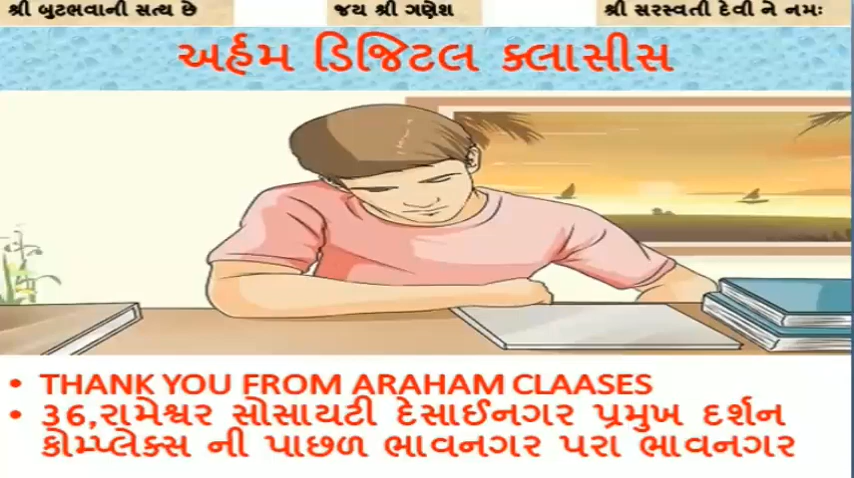 શ્રી બુટભવાની સત્ય છે
જય શ્રી ગણેશ
શ્રી સરસ્વતી દેવી ને નમઃ
અર્હમ ડિજિટલ ક્લાસીસ
• THANK YOU FROM ARAHAM CLAASES
• ૩6,રામેશ્વર સોસાયટી દેસાઈનગર પ્રમુખ દર્શન
કોમ્પ્લેક્સ ની પાછળ ભાવનગર પરા ભાવનગર